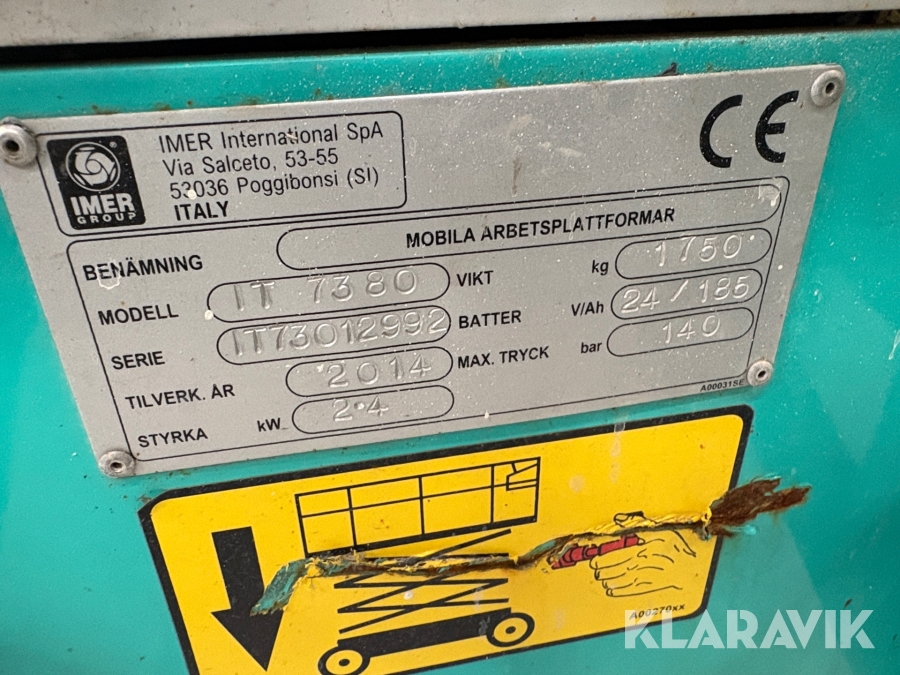 IMER International SpA
Via Salceto, 53-55
53036 Poggibonsi (SI)
ITALY
IMER
GROUP
CE
BENÄMNING MOBILA ARBETSPLATTFORMAR
MODELL IT 7380 VIKT kg 1750
SERIE IT73012992 BATTER V/Ah 24/185
TILVERK. ÅR 2014 MAX. TRYCK bar 140
STYRKA kW 2.4
A00031SE
A00270xx
KLARAVIK